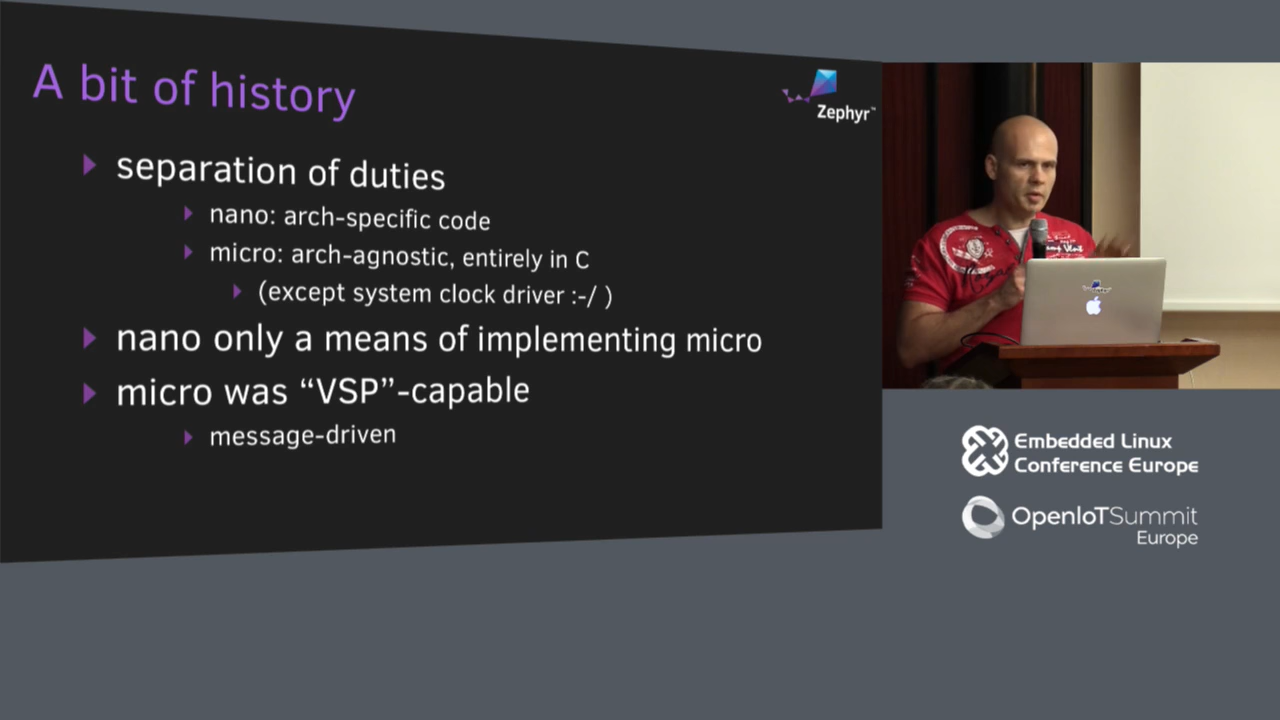 A bit of history
Zephyr™
separation of duties
nano: arch-specific code
micro: arch-agnostic, entirely in C
(except system clock driver :-/ )
nano only a means of implementing micro
micro was “VSP”-capable
message-driven
Embedded Linux
Conference Europe
OpenIoTSummit
Europe